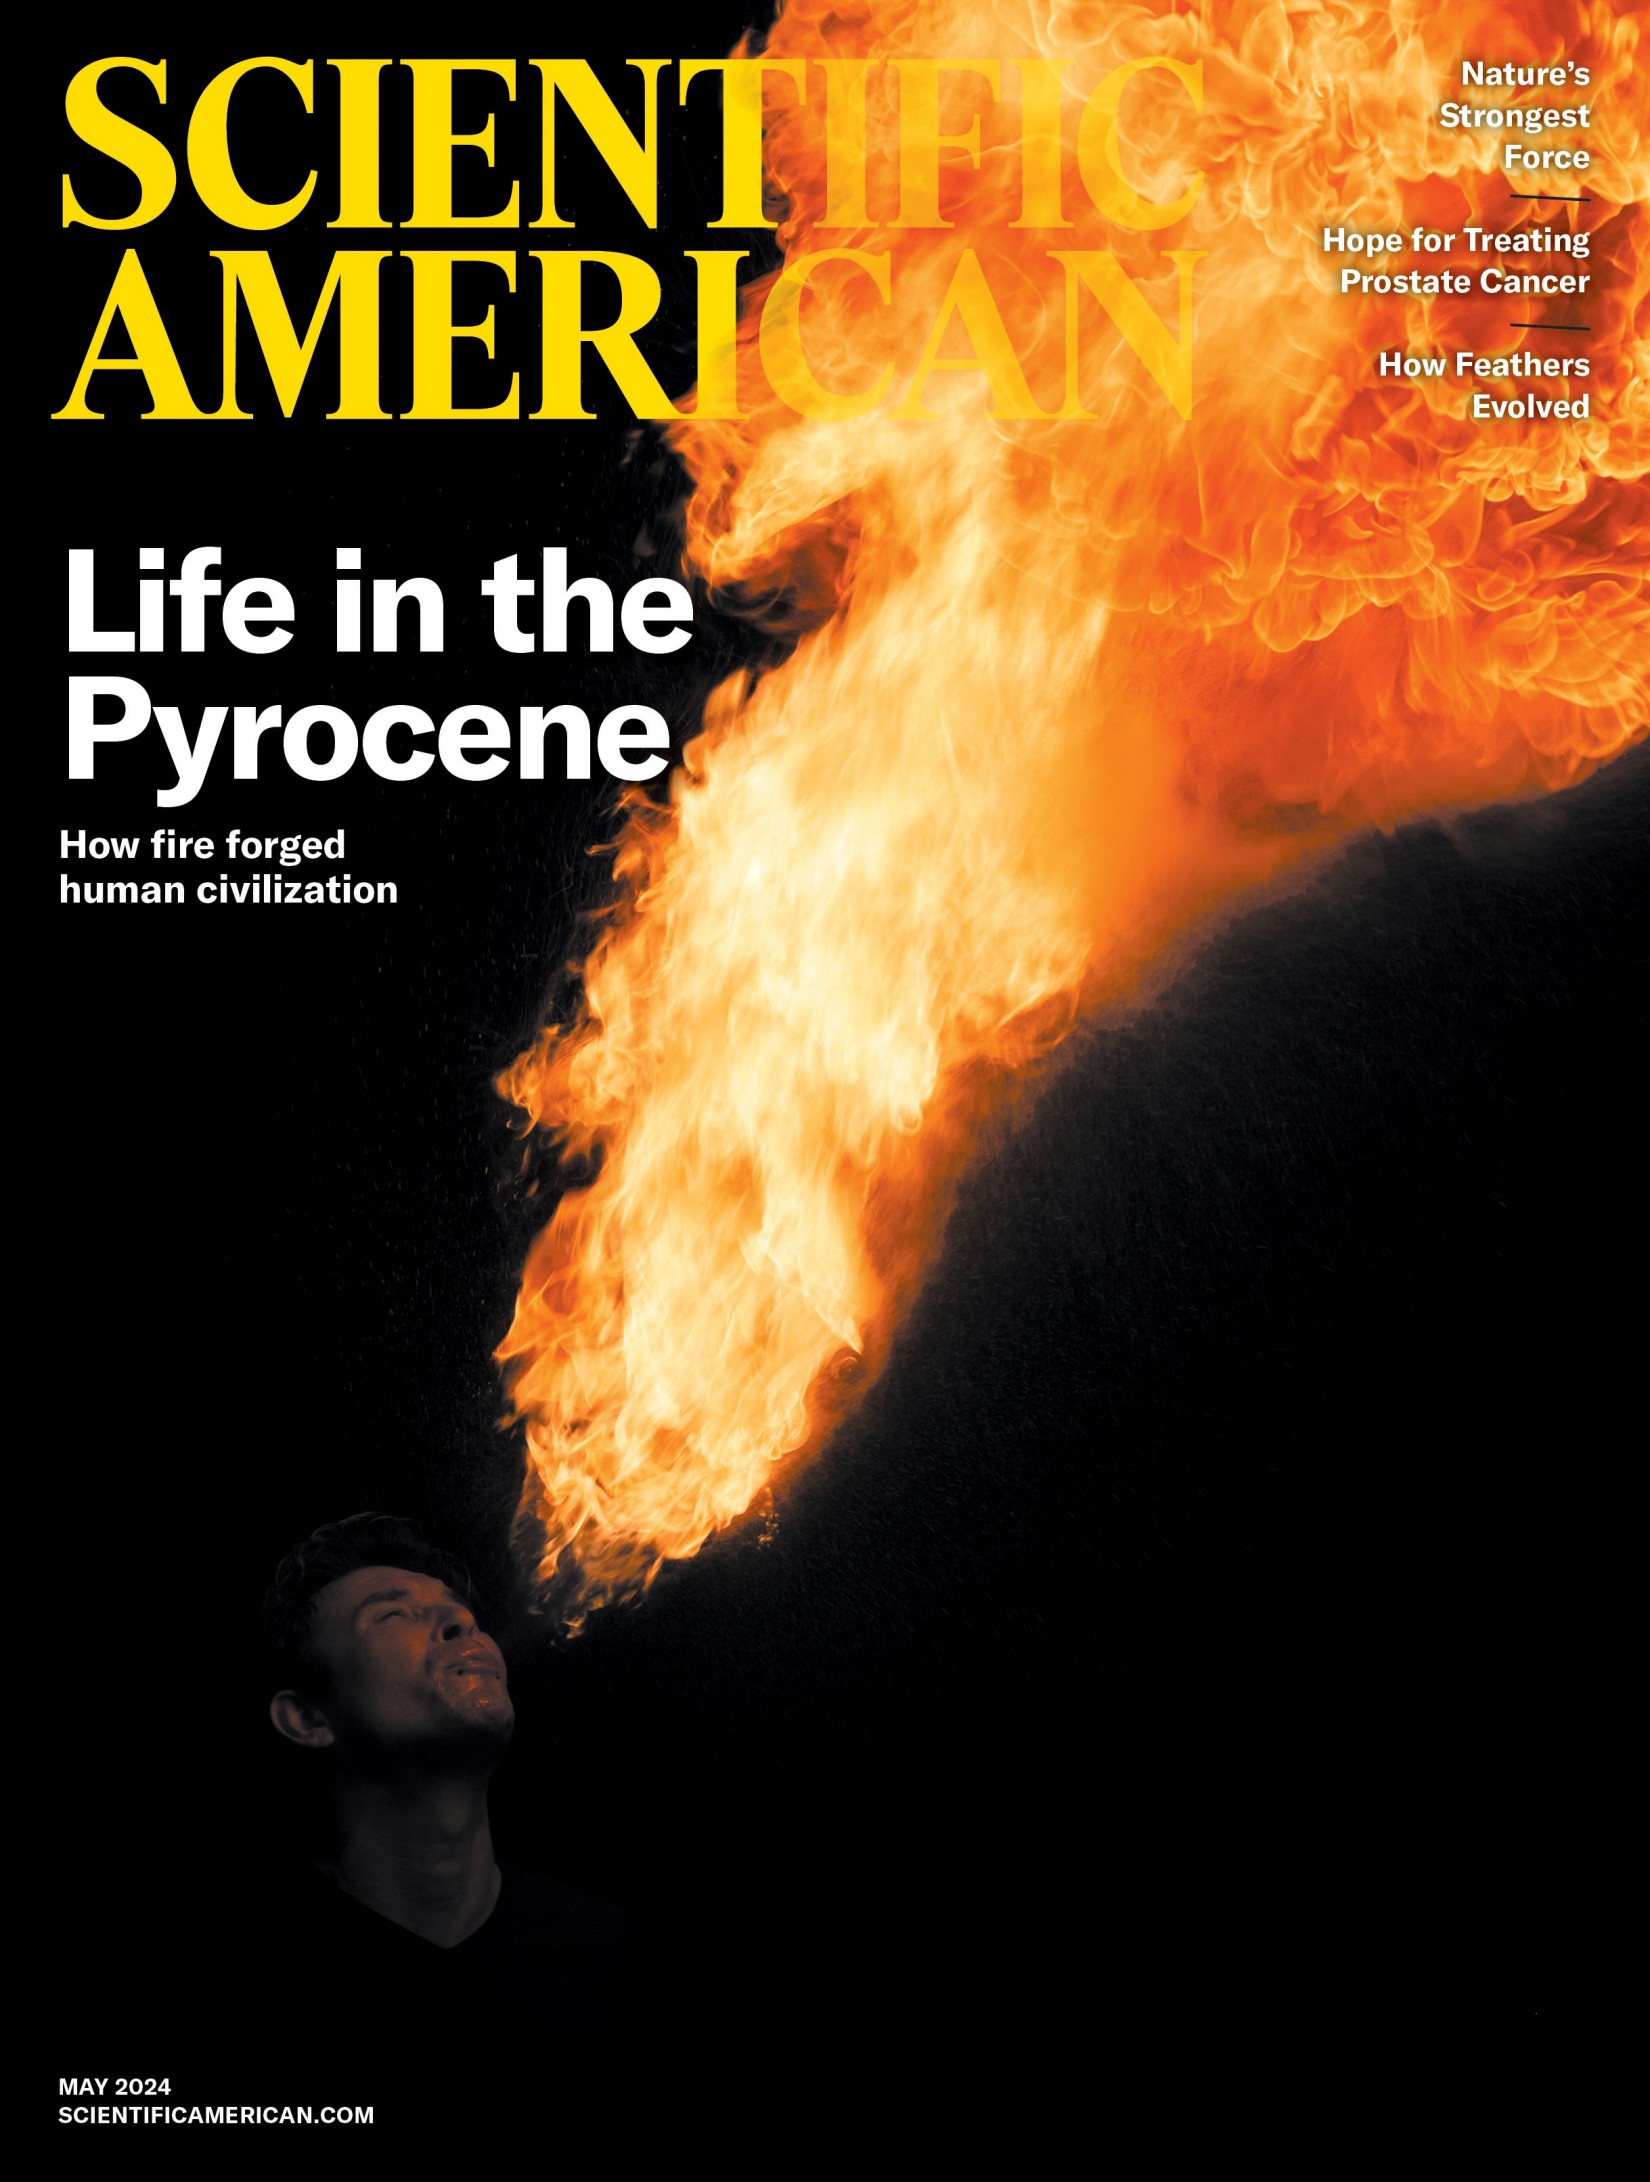 SCIENTIFIC
AMERICAN
Nature’s
Strongest
Force
Hope for Treating
Prostate Cancer
How Feathers
Evolved
Life in the
Pyrocene
How fire forged
human civilization
MAY 2024
SCIENTIFICAMERICAN.COM